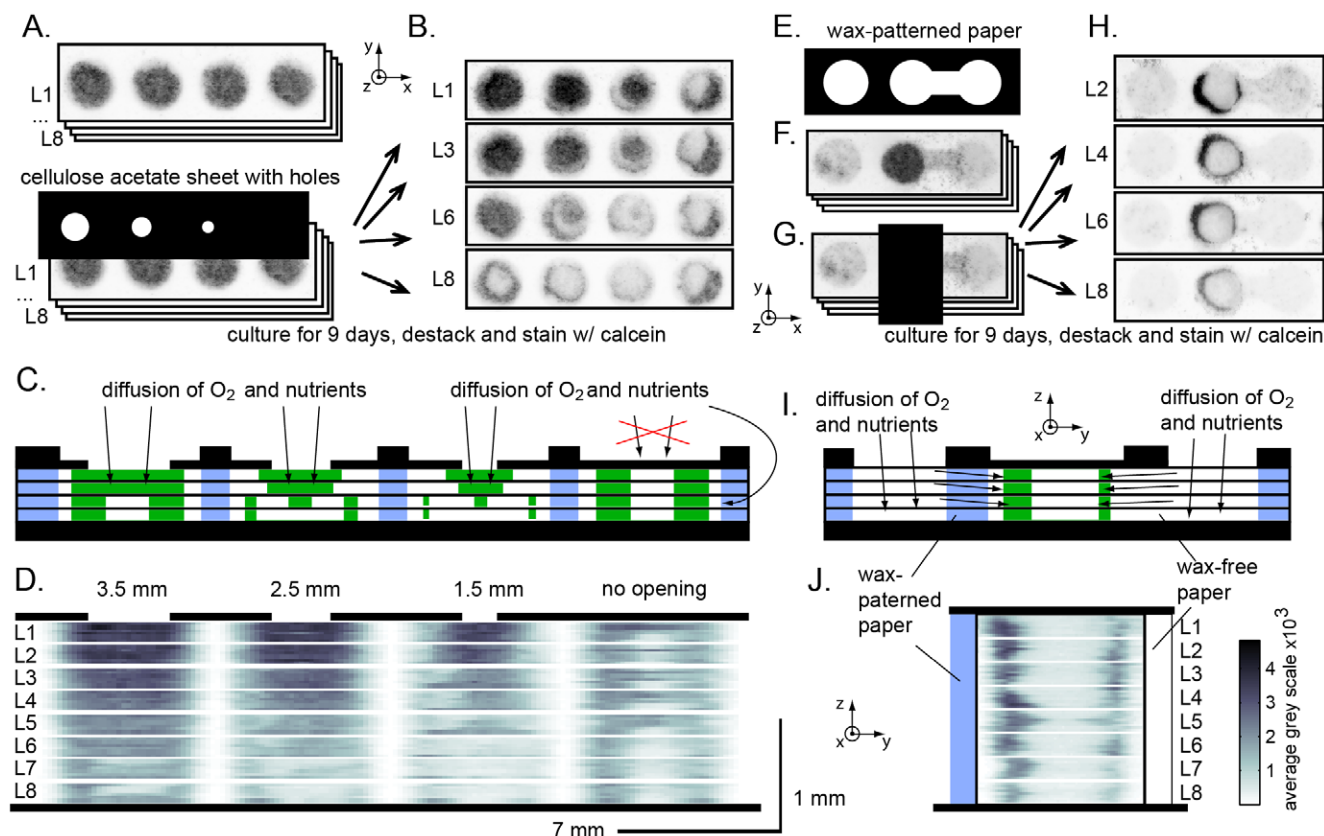 A.
y
z
x
L1
...
L8
cellulose acetate sheet with holes
L1
...
L8
B.
L1
L3
L6
L8
culture for 9 days, destack and stain w/ calcein
E.
wax-patterned paper
F.
G.
y
z
x
H.
L2
L4
L6
L8
culture for 9 days, destack and stain w/ calcein
C.
diffusion of O2 and nutrients
diffusion of O2 and nutrients
I.
diffusion of O2
and nutrients
z
x
y
diffusion of O2
and nutrients
D.
3.5 mm
2.5 mm
1.5 mm
no opening
L1
L2
L3
L4
L5
L6
L7
L8
7 mm
1 mm
J.
wax-
paterned
paper
wax-free
paper
z
x
y
L1
L2
L3
L4
L5
L6
L7
L8
4
3
2
1
average grey scale x10³